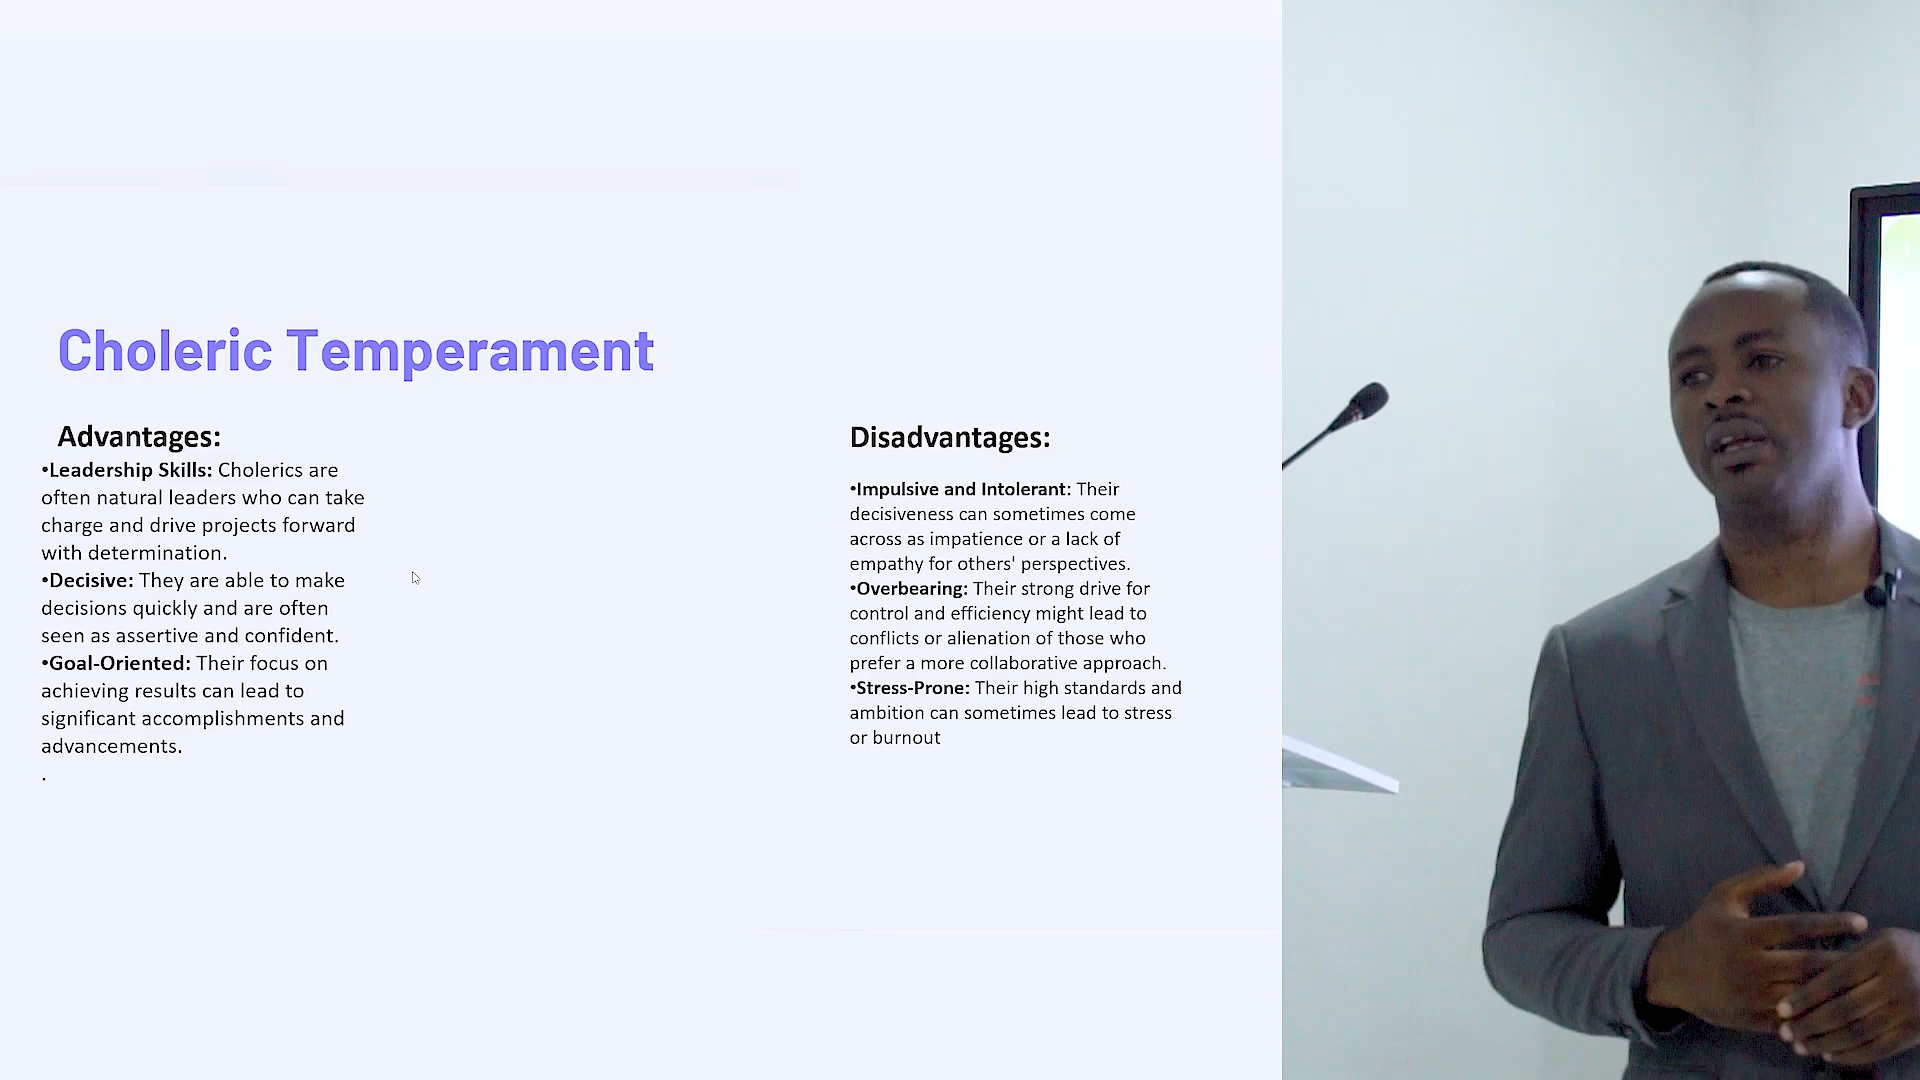 Choleric Temperament
Advantages:
•Leadership Skills: Cholerics are
often natural leaders who can take
charge and drive projects forward
with determination.
•Decisive: They are able to make
decisions quickly and are often
seen as assertive and confident.
•Goal-Oriented: Their focus on
achieving results can lead to
significant accomplishments and
advancements.
.
Disadvantages:
•Impulsive and Intolerant: Their
decisiveness can sometimes come
across as impatience or a lack of
empathy for others' perspectives.
•Overbearing: Their strong drive for
control and efficiency might lead to
conflicts or alienation of those who
prefer a more collaborative approach.
•Stress-Prone: Their high standards and
ambition can sometimes lead to stress
or burnout